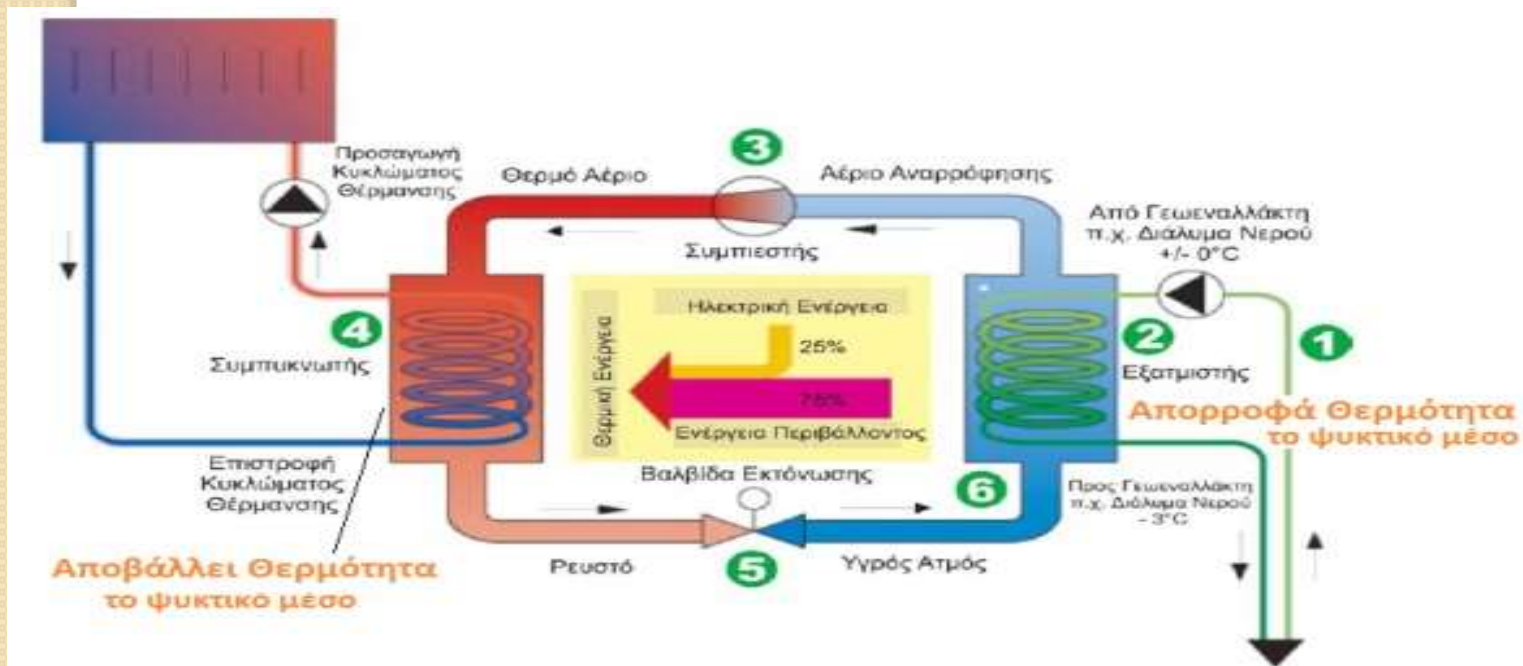 Προσαγωγή
Κυκλώματος
Θέρμανσης
Θερμό Αέριο
3
Αέριο Αναρρόφησης
Συμπιεστής
Από Γεωεναλλάκτη
π.χ. Διάλυμα Νερού
+/- 0°C
4
Συμπυκνωτής
Θερμική Ενέργεια
Ηλεκτρική Ενέργεια
25%
75%
Ενέργεια Περιβάλλοντος
2
1
Εξατμιστής
Απορροφά Θερμότητα
το ψυκτικό μέσο
Επιστροφή
Κυκλώματος
Θέρμανσης
Βαλβίδα Εκτόνωσης
6
Προς Γεωεναλλάκτη
π.χ. Διάλυμα Νερού
- 3°C
Αποβάλλει Θερμότητα
το ψυκτικό μέσο
Ρευστό
5
Υγρός Ατμός